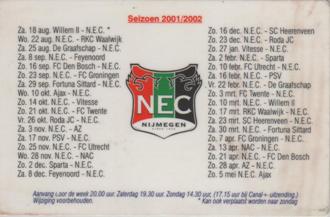 Seizoen 2001/2002
Za. 18 aug. Willem II - N.E.C. *
Wo. 22 aug. N.E.C. - RKC Waalwijk
Za. 25 aug. De Graafschap - N.E.C.
Za. 8 sep. N.E.C. - Feyenoord
Zo. 16 sep. FC Den Bosch - N.E.C.
Zo. 23 sep. N.E.C. - FC Groningen
Za. 29 sep. Fortuna Sittard - N.E.C.
Wo. 10 okt. Ajax - N.E.C.
Zo. 14 okt. N.E.C. - Vitesse
Zo. 21 okt. N.E.C. - FC Twente
Vr. 26 okt. Roda JC - N.E.C.
Za. 3 nov. N.E.C. - AZ
Za. 17 nov. PSV - N.E.C.
Zo. 25 nov. N.E.C. - FC Utrecht
Wo. 28 nov. N.E.C. - NAC
Zo. 2 dec. Sparta - N.E.C.
Za. 8 dec. Feyenoord - N.E.C.
NEC
NIJMEGEN
Zo. 16 dec. N.E.C. - SC Heerenveen
Zo. 23 dec. N.E.C. - Roda JC
Zo. 27 jan. Vitesse - N.E.C.
Za. 2 febr. N.E.C. - Sparta
Zo. 10 febr. FC Utrecht - N.E.C.
Za. 16 febr. N.E.C. - PSV
Vr. 22 febr. N.E.C. - De Graafschap
Zo. 3 mrt. FC Twente - N.E.C.
Zo. 10 mrt. N.E.C. - Willem II
Zo. 17 mrt. RKC Waalwijk - N.E.C.
Za. 23 mrt. SC Heerenveen - N.E.C.
Za. 30 mrt. N.E.C. - Fortuna Sittard
Zo. 7 apr. FC Groningen - N.E.C.
Za. 13 apr. NAC - N.E.C.
Zo. 21 apr. N.E.C. - FC Den Bosch
Zo. 28 apr. AZ - N.E.C.
Zo. 5 mei N.E.C. Ajax
Aanvang door de week 20.00 uur. Zaterdag 19.30 uur. Zondag 14.30 uur. (17.15 uur bij Canal+ - uitzending.)
Wijziging voorbehouden. * Kan ook verplaatst worden naar zondag